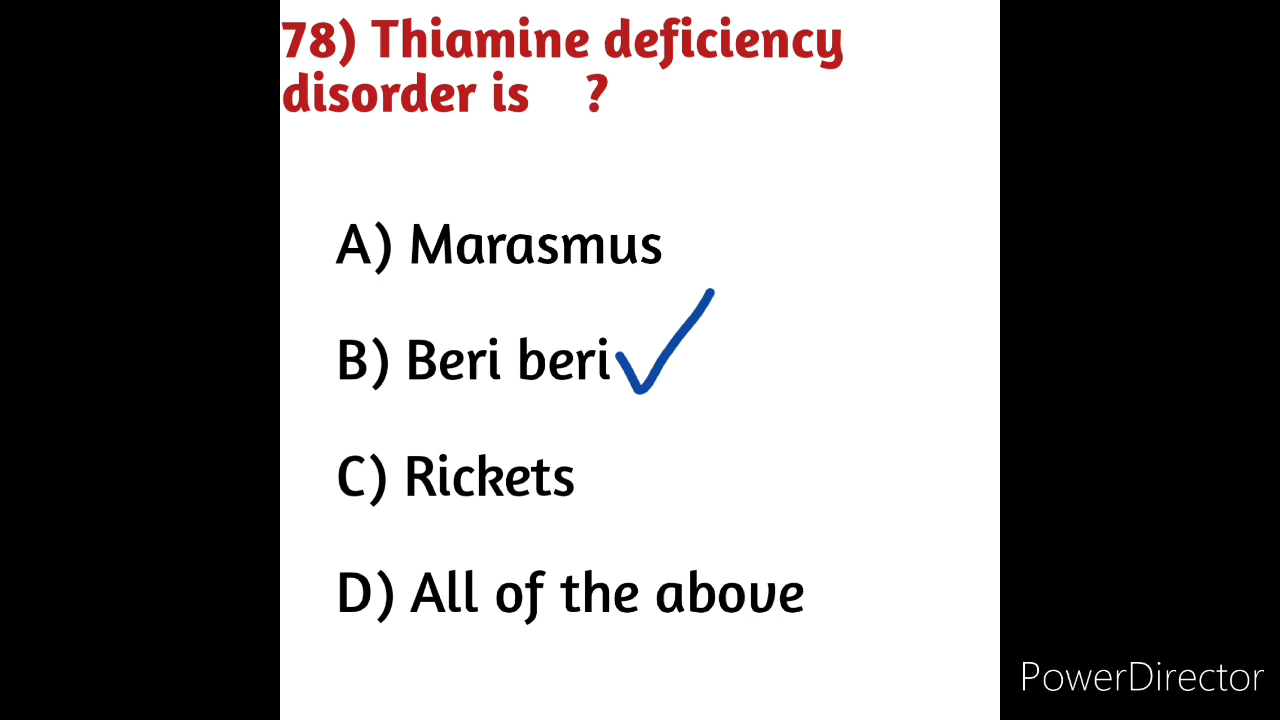 78) Thiamine deficiency
disorder is ?
A) Marasmus
B) Beri beri
C) Rickets
D) All of the above
PowerDirector